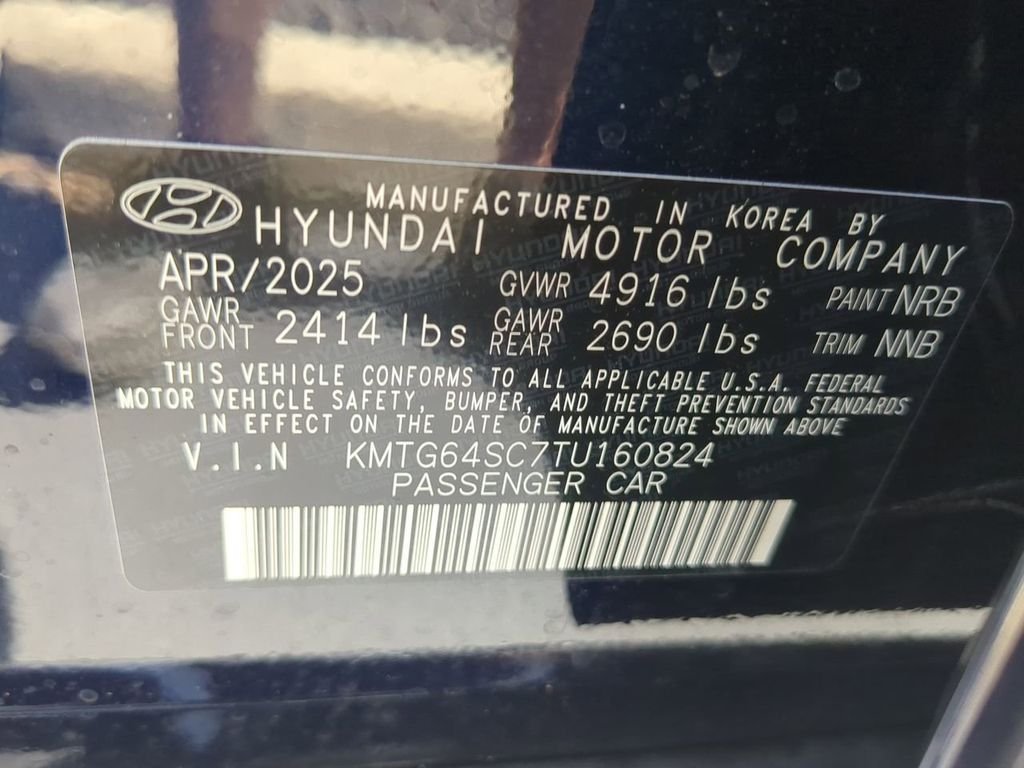 MANUFACTURED IN KOREA BY
HYUNDAI MOTOR COMPANY
APR/2025 GVWR 4916 lbs PAINT NRB
GAWR FRONT 2414 lbs GAWR REAR 2690 lbs TRIM NNB
THIS VEHICLE CONFORMS TO ALL APPLICABLE U.S.A. FEDERAL
MOTOR VEHICLE SAFETY, BUMPER, AND THEFT PREVENTION STANDARDS
IN EFFECT ON THE DATE OF MANUFACTURE SHOWN ABOVE
V.I.N KMTG64SC7TU160824
PASSENGER CAR